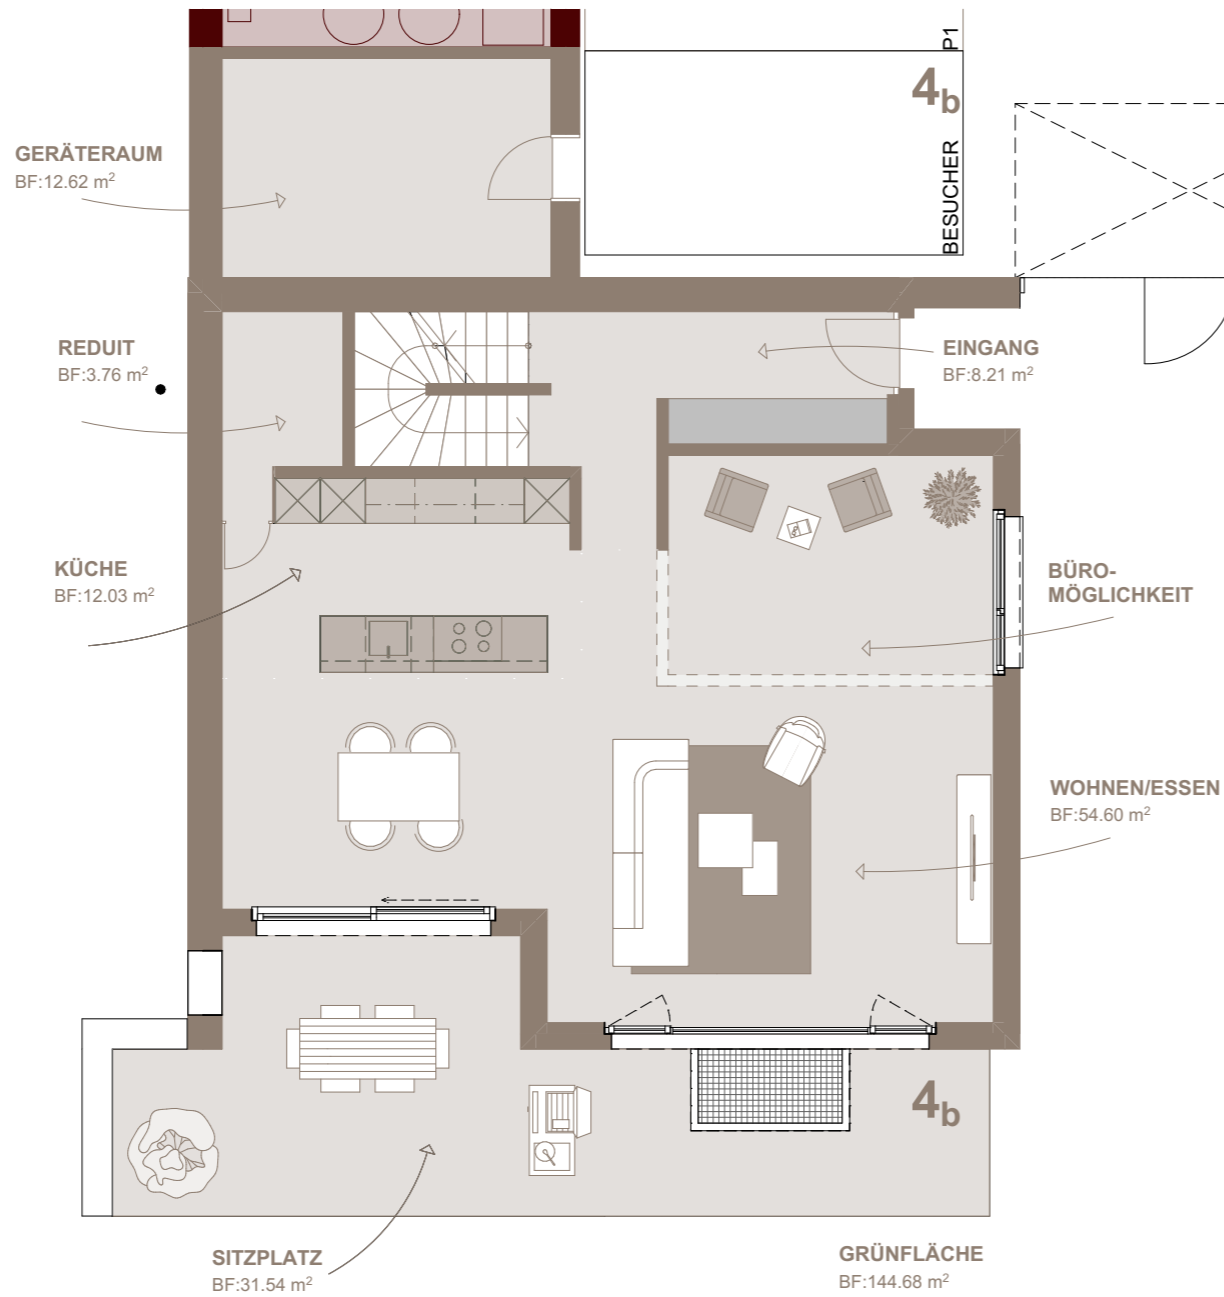 P1
4b
BESUCHER
GERÄTERAUM
BF:12.62 m²
REDUIT
BF:3.76 m²
EINGANG
BF:8.21 m²
KÜCHE
BF:12.03 m²
BÜRO-
MÖGLICHKEIT
WOHNEN/ESSEN
BF:54.60 m²
4b
SITZPLATZ
BF:31.54 m²
GRÜNFLÄCHE
BF:144.68 m²